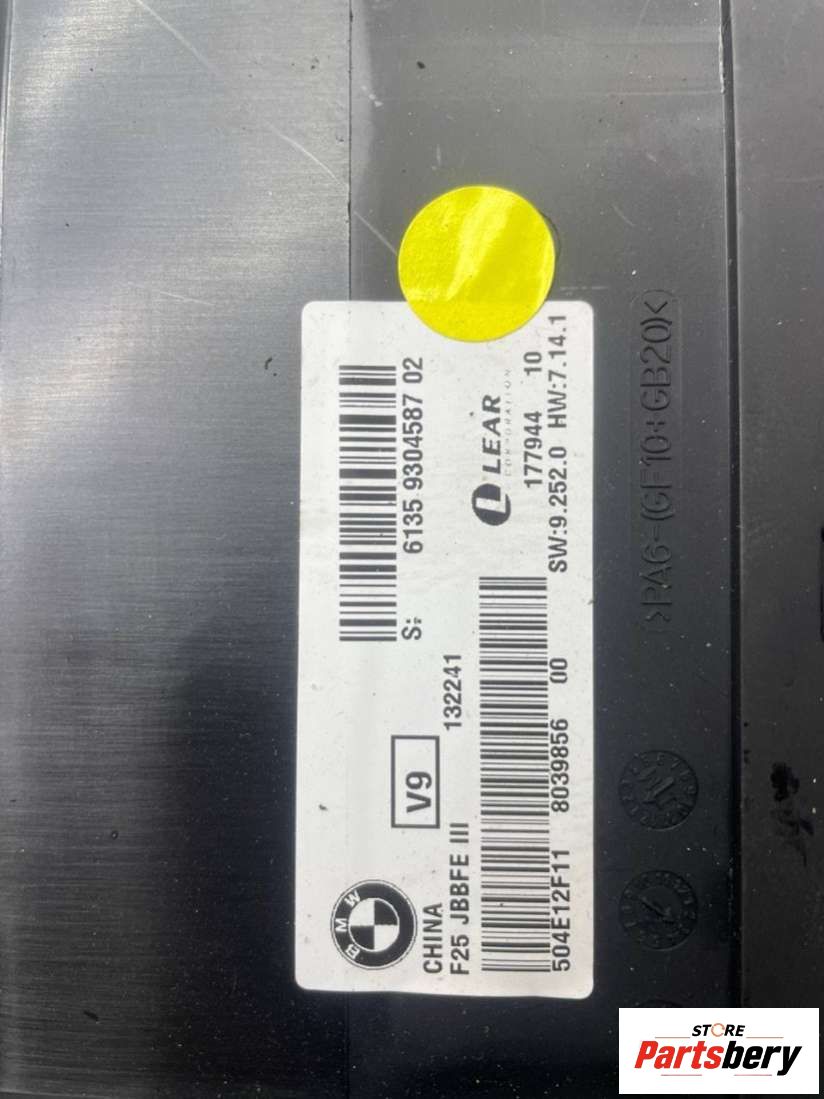 BMW
CHINA
F25 JBBFE III
V9
132241
S:
6135 9304587 02
LEAR
CORPORATION
177944 10
504E12F11 8039856 00
SW:9.252.0 HW:7.14.1
>PA6-(GF10+GB20)<
STORE
Partsbery